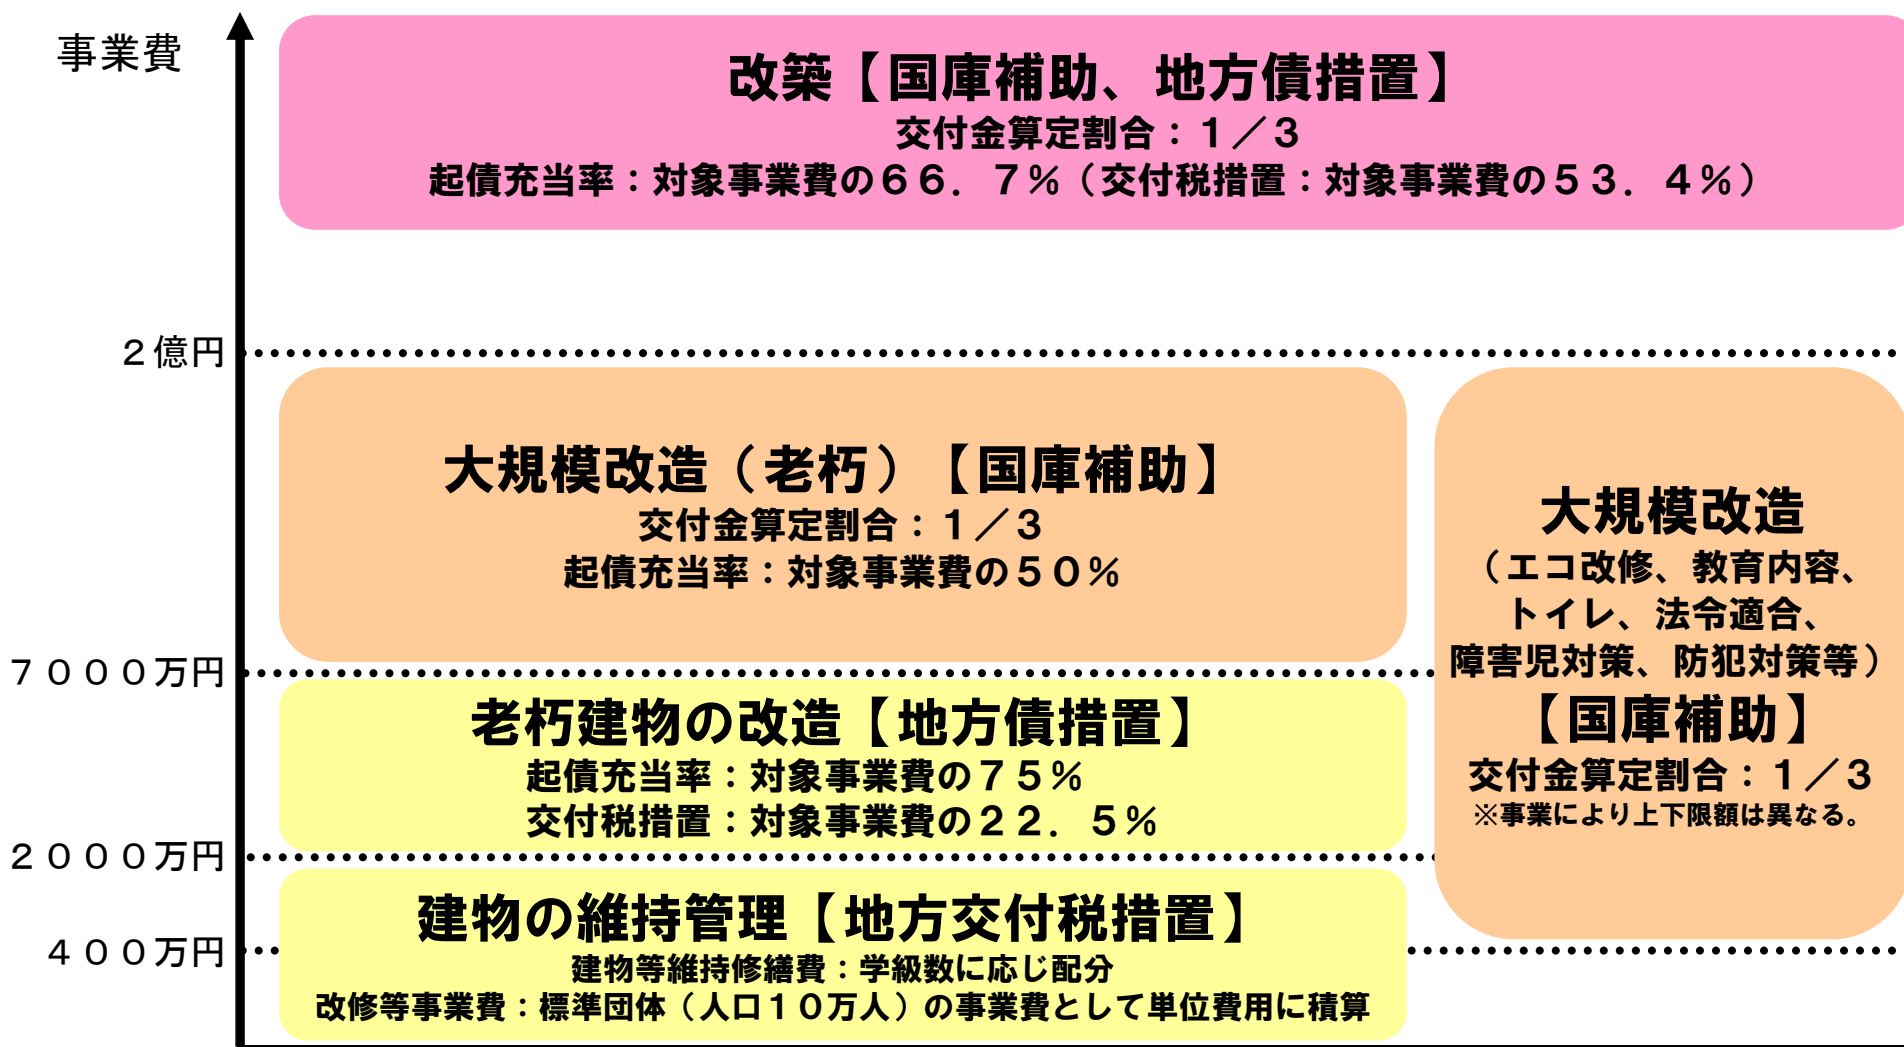 事業費
改築【国庫補助、地方債措置】
交付金算定割合：１／３
起債充当率：対象事業費の６６．７％（交付税措置：対象事業費の５３．４％）
２億円
大規模改造（老朽）【国庫補助】
交付金算定割合：１／３
起債充当率：対象事業費の５０％
大規模改造
（エコ改修、教育内容、
トイレ、法令適合、
障害児対策、防犯対策等）
【国庫補助】
交付金算定割合：１／３
※事業により上下限額は異なる。
７０００万円
老朽建物の改造【地方債措置】
起債充当率：対象事業費の７５％
交付税措置：対象事業費の２２．５％
２０００万円
建物の維持管理【地方交付税措置】
建物等維持修繕費：学級数に応じ配分
改修等事業費：標準団体（人口１０万人）の事業費として単位費用に積算
４００万円